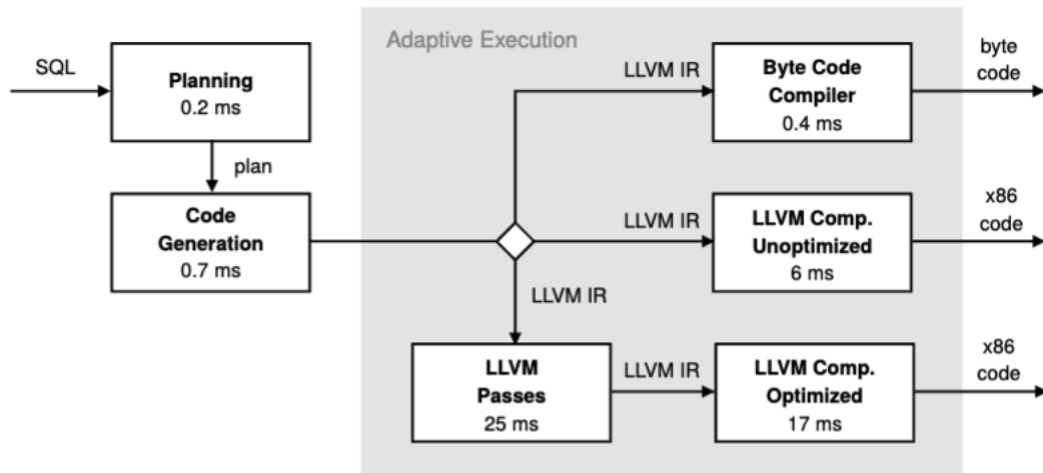 Adaptive Execution
SQL
Planning
0.2 ms
plan
Code
Generation
0.7 ms
LLVM IR
Byte Code
Compiler
0.4 ms
byte
code
LLVM IR
LLVM Comp.
Unoptimized
6 ms
x86
code
LLVM IR
LLVM
Passes
25 ms
LLVM IR
LLVM Comp.
Optimized
17 ms
x86
code